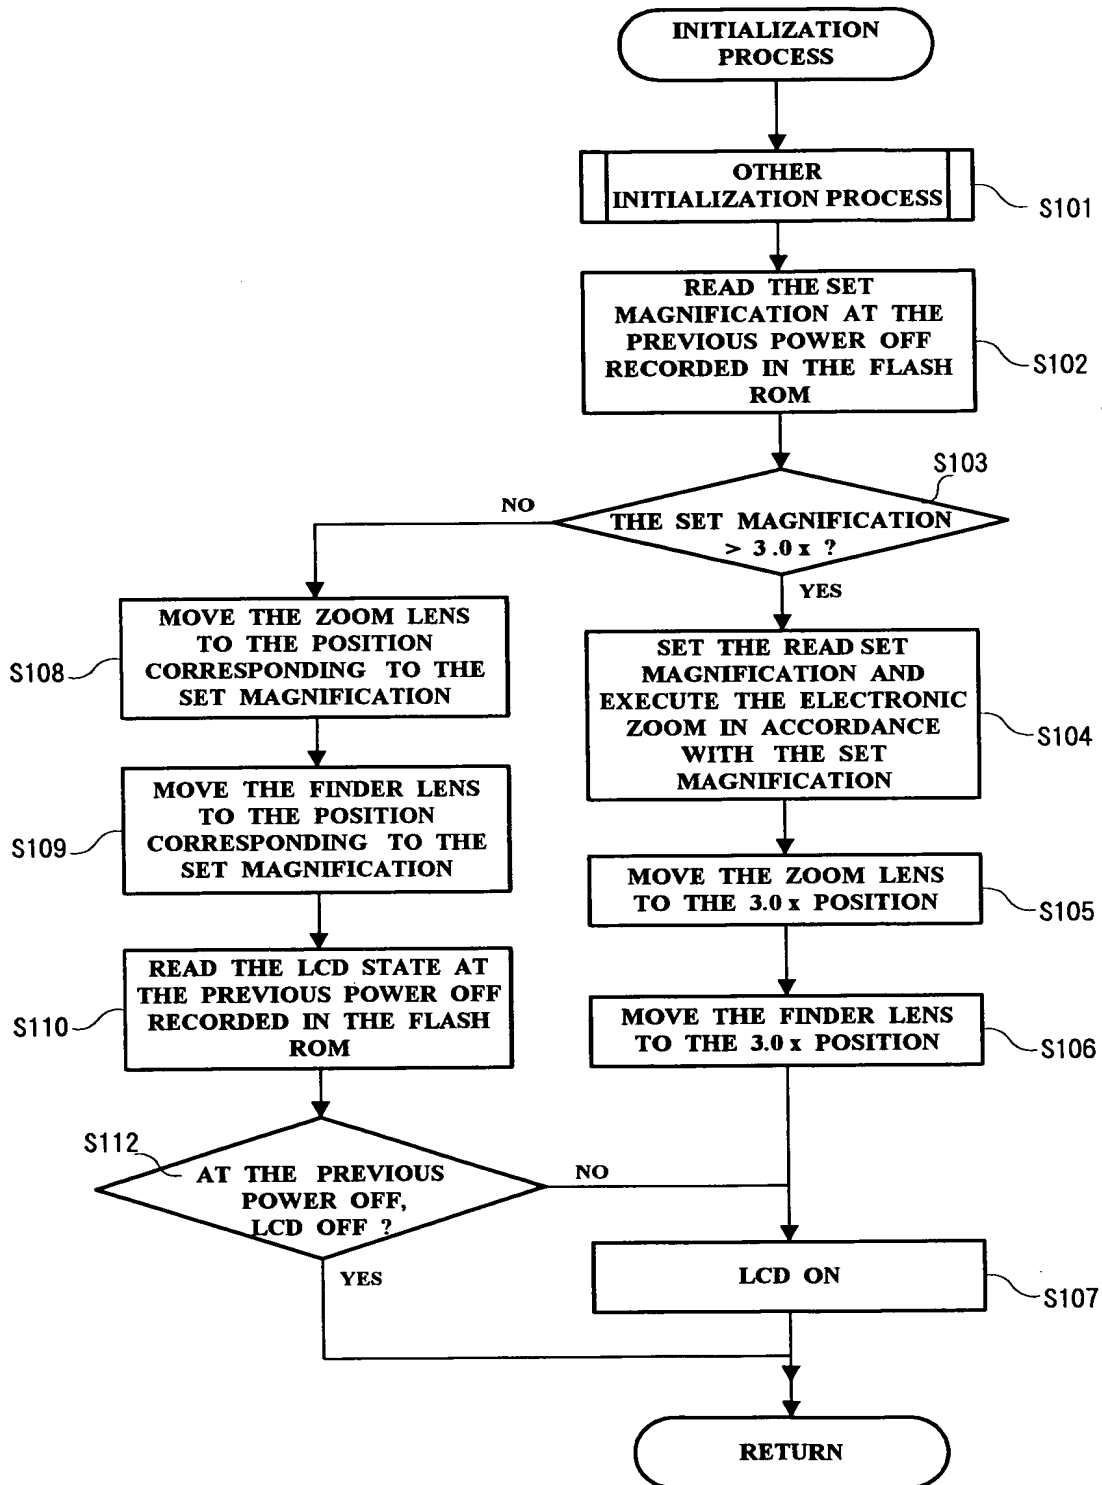 INITIALIZATION
PROCESS
OTHER
INITIALIZATION PROCESS
S101
READ THE SET
MAGNIFICATION AT THE
PREVIOUS POWER OFF
RECORDED IN THE FLASH
ROM
S102
S103
THE SET MAGNIFICATION
> 3.0 x ?
NO
YES
MOVE THE ZOOM LENS
TO THE POSITION
CORRESPONDING TO THE
SET MAGNIFICATION
S108
SET THE READ SET
MAGNIFICATION AND
EXECUTE THE ELECTRONIC
ZOOM IN ACCORDANCE
WITH THE SET
MAGNIFICATION
S104
MOVE THE FINDER LENS
TO THE POSITION
CORRESPONDING TO THE
SET MAGNIFICATION
S109
MOVE THE ZOOM LENS
TO THE 3.0 x POSITION
S105
READ THE LCD STATE AT
THE PREVIOUS POWER OFF
RECORDED IN THE FLASH
ROM
S110
MOVE THE FINDER LENS
TO THE 3.0 x POSITION
S106
S112
AT THE PREVIOUS
POWER OFF,
LCD OFF ?
NO
YES
LCD ON
S107
RETURN